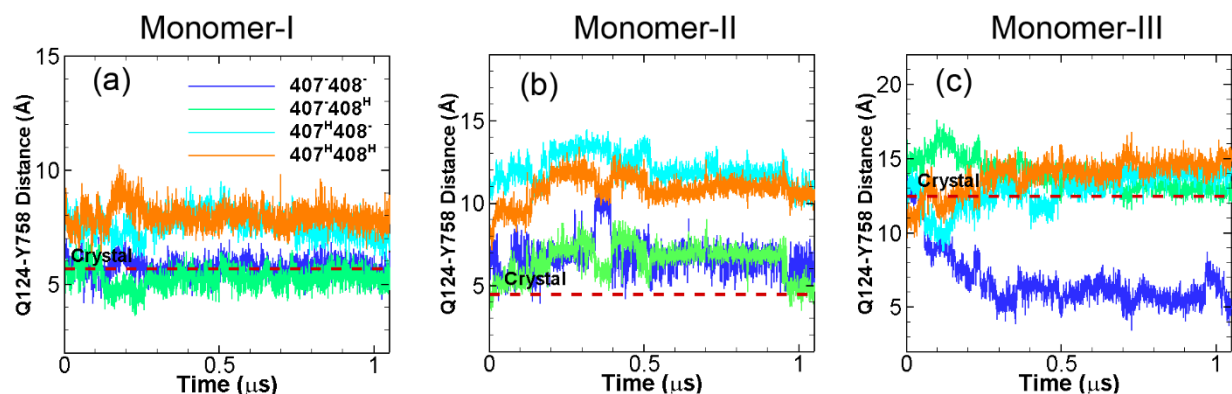 Monomer-I
Monomer-II
Monomer-III
(a)
407⁻408⁻
407⁻408ᴴ
407ᴴ408⁻
407ᴴ408ᴴ
Crystal
Q124-Y758 Distance (Å)
15
10
5
0
0.5
1
Time (μs)
(b)
Crystal
Q124-Y758 Distance (Å)
15
10
5
0
0.5
1
Time (μs)
(c)
Crystal
Q124-Y758 Distance (Å)
20
15
10
5
0
0.5
1
Time (μs)